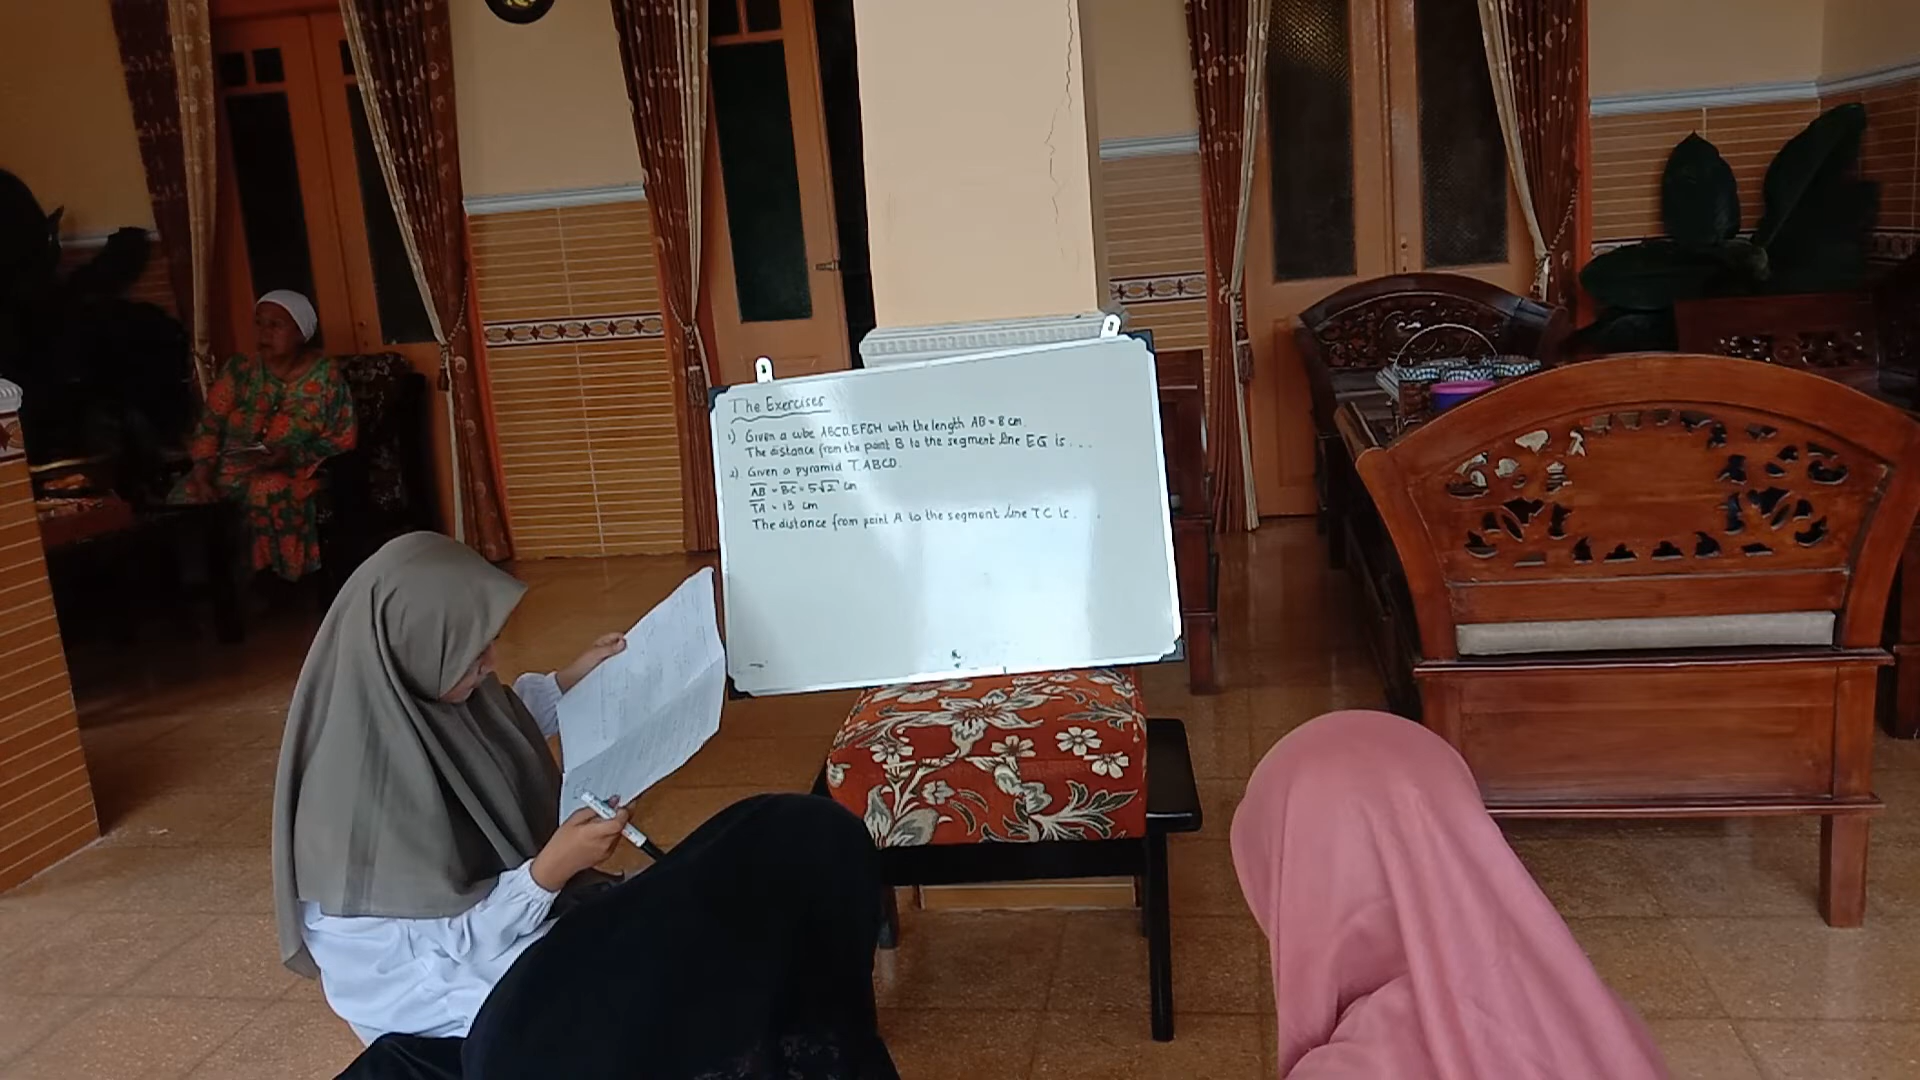 The Exercises
1) Given a cube ABCD.EFGH with the length AB = 8 cm.
The distance from the point B to the segment line EG is...
2) Given a pyramid T.ABCD.
AB = BC = 5√2 cm
TA = 13 cm
The distance from point A to the segment line TC is..